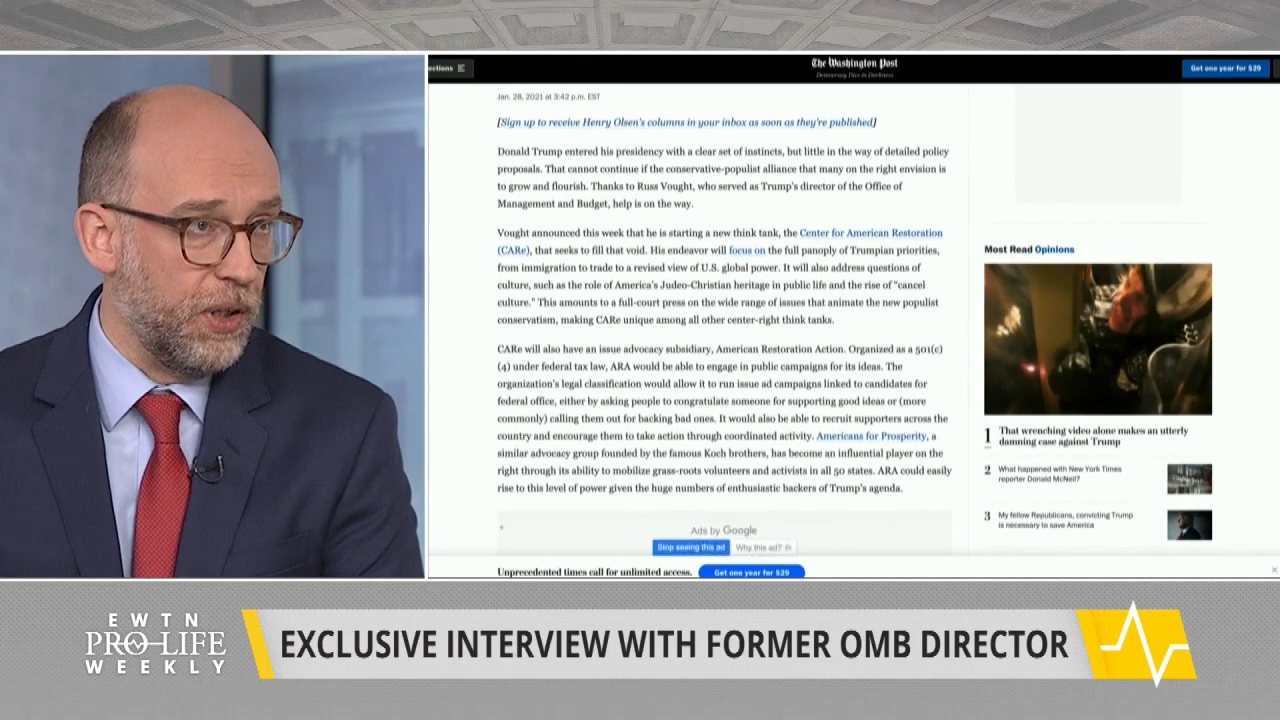 ections
The Washington Post
Democracy Dies in Darkness
Get one year for $29
Jan. 28, 2021 at 3:42 p.m. EST
[Sign up to receive Henry Olsen's columns in your inbox as soon as they're published]
Donald Trump entered his presidency with a clear set of instincts, but little in the way of detailed policy
proposals. That cannot continue if the conservative-populist alliance that many on the right envision is
to grow and flourish. Thanks to Russ Vought, who served as Trump's director of the Office of
Management and Budget, help is on the way.
Vought announced this week that he is starting a new think tank, the Center for American Restoration
(CARe), that seeks to fill that void. His endeavor will focus on the full panoply of Trumpian priorities,
from immigration to trade to a revised view of U.S. global power. It will also address questions of
culture, such as the role of America's Judeo-Christian heritage in public life and the rise of "cancel
culture." This amounts to a full-court press on the wide range of issues that animate the new populist
conservatism, making CARe unique among all other center-right think tanks.
CARe will also have an issue advocacy subsidiary, American Restoration Action. Organized as a 501(c)
(4) under federal tax law, ARA would be able to engage in public campaigns for its ideas. The
organization's legal classification would allow it to run issue ad campaigns linked to candidates for
federal office, either by asking people to congratulate someone for supporting good ideas or (more
commonly) calling them out for backing bad ones. It would also be able to recruit supporters across the
country and encourage them to take action through coordinated activity. Americans for Prosperity, a
similar advocacy group founded by the famous Koch brothers, has become an influential player on the
right through its ability to mobilize grass-roots volunteers and activists in all 50 states. ARA could easily
rise to this level of power given the huge numbers of enthusiastic backers of Trump's agenda.
Ads by Google
Stop seeing this ad
Why this ad?
Unprecedented times call for unlimited access.
Get one year for $29
Most Read Opinions
1 That wrenching video alone makes an utterly
damning case against Trump
2 What happened with New York Times
reporter Donald McNeil?
3 My fellow Republicans, convicting Trump
is necessary to save America
EWTN
PRO-LIFE
WEEKLY
EXCLUSIVE INTERVIEW WITH FORMER OMB DIRECTOR